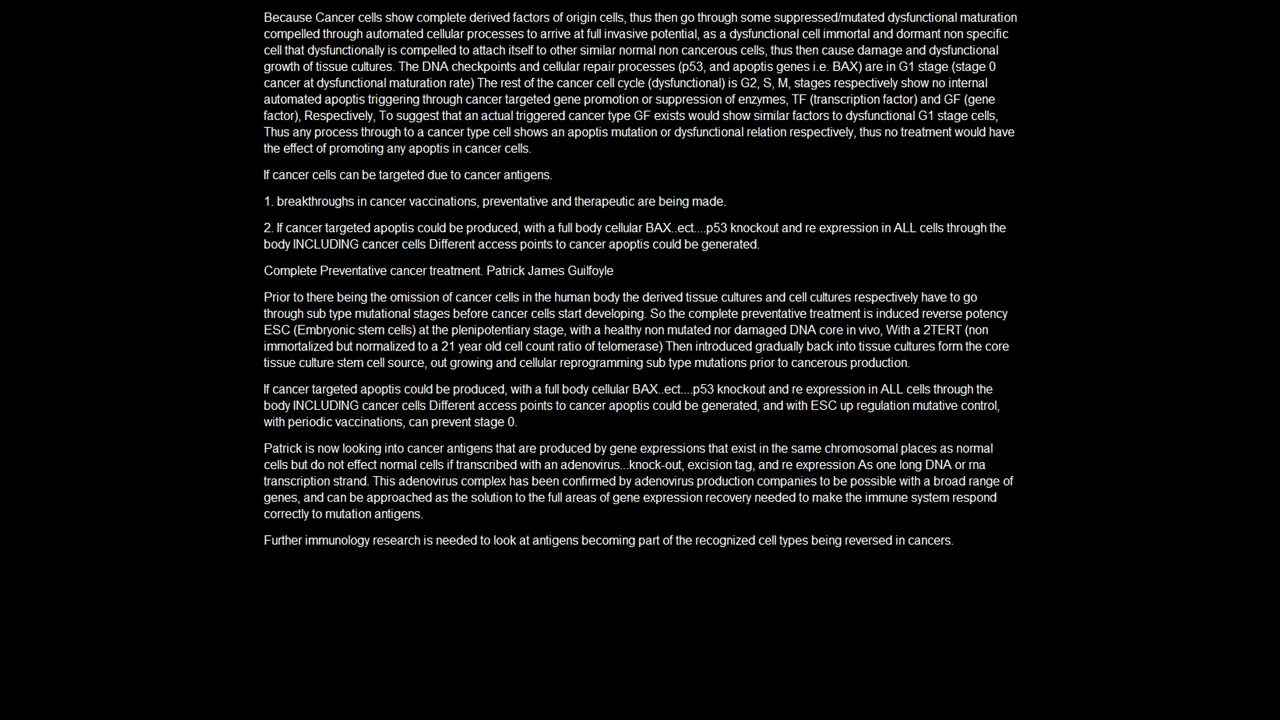 Because Cancer cells show complete derived factors of origin cells, thus then go through some suppressed/mutated dysfunctional maturation
compelled through automated cellular processes to arrive at full invasive potential, as a dysfunctional cell immortal and dormant non specific
cell that dysfunctionally is compelled to attach itself to other similar normal non cancerous cells, thus then cause damage and dysfunctional
growth of tissue cultures. The DNA checkpoints and cellular repair processes (p53, and apoptis genes i.e. BAX) are in G1 stage (stage 0
cancer at dysfunctional maturation rate) The rest of the cancer cell cycle (dysfunctional) is G2, S, M, stages respectively show no internal
automated apoptis triggering through cancer targeted gene promotion or suppression of enzymes, TF (transcription factor) and GF (gene
factor), Respectively, To suggest that an actual triggered cancer type GF exists would show similar factors to dysfunctional G1 stage cells,
Thus any process through to a cancer type cell shows an apoptis mutation or dysfunctional relation respectively, thus no treatment would have
the effect of promoting any apoptis in cancer cells.
If cancer cells can be targeted due to cancer antigens.
1. breakthroughs in cancer vaccinations, preventative and therapeutic are being made.
2. If cancer targeted apoptis could be produced, with a full body cellular BAX..ect....p53 knockout and re expression in ALL cells through the
body INCLUDING cancer cells Different access points to cancer apoptis could be generated.
Complete Preventative cancer treatment. Patrick James Guilfoyle
Prior to there being the omission of cancer cells in the human body the derived tissue cultures and cell cultures respectively have to go
through sub type mutational stages before cancer cells start developing. So the complete preventative treatment is induced reverse potency
ESC (Embryonic stem cells) at the plenipotentiary stage, with a healthy non mutated nor damaged DNA core in vivo, With a 2TERT (non
immortalized but normalized to a 21 year old cell count ratio of telomerase) Then introduced gradually back into tissue cultures form the core
tissue culture stem cell source, out growing and cellular reprogramming sub type mutations prior to cancerous production.
If cancer targeted apoptis could be produced, with a full body cellular BAX..ect....p53 knockout and re expression in ALL cells through the
body INCLUDING cancer cells Different access points to cancer apoptis could be generated, and with ESC up regulation mutative control,
with periodic vaccinations, can prevent stage 0.
Patrick is now looking into cancer antigens that are produced by gene expressions that exist in the same chromosomal places as normal
cells but do not effect normal cells if transcribed with an adenovirus...knock-out, excision tag, and re expression As one long DNA or rna
transcription strand. This adenovirus complex has been confirmed by adenovirus production companies to be possible with a broad range of
genes, and can be approached as the solution to the full areas of gene expression recovery needed to make the immune system respond
correctly to mutation antigens.
Further immunology research is needed to look at antigens becoming part of the recognized cell types being reversed in cancers.